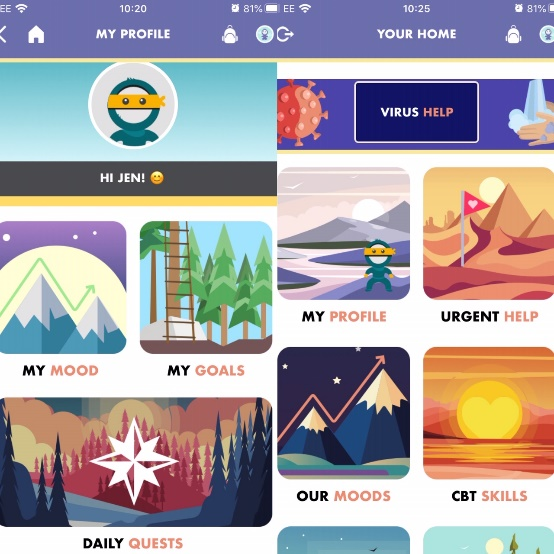 EE 10:20 81%
MY PROFILE
HI JEN!
MY MOOD
MY GOALS
DAILY QUESTS
EE 10:25 81%
YOUR HOME
VIRUS HELP
MY PROFILE
URGENT HELP
OUR MOODS
CBT SKILLS